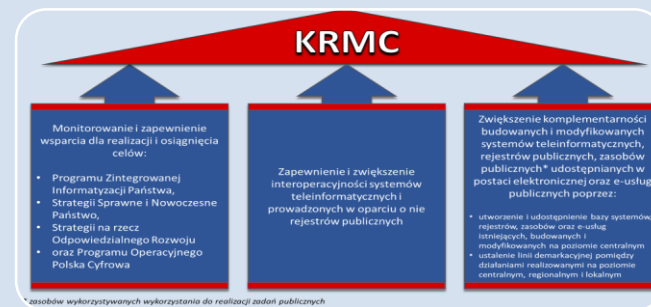 KRMC
Monitorowanie i zapewnienie
wsparcia dla realizacji i osiągnięcia
celów:
• Programu Zintegrowanej
Informatyzacji Państwa,
• Strategii Sprawne i Nowoczesne
Państwo,
• Strategii na rzecz
Odpowiedzialnego Rozwoju
• oraz Programu Operacyjnego
Polska Cyfrowa
Zapewnienie i zwiększenie
interoperacyjności systemów
teleinformatycznych i
prowadzonych w oparciu o nie
rejestrów publicznych
Zwiększenie komplementarności
budowanych i modyfikowanych
systemów teleinformatycznych,
rejestrów publicznych, zasobów
publicznych* udostępnianych w
postaci elektronicznej oraz e-usług
publicznych poprzez:
• utworzenie i udostępnienie bazy systemów,
rejestrów, zasobów oraz e-usług
istniejących, budowanych i
modyfikowanych na poziomie centralnym
• ustalenie linii demarkacyjnej pomiędzy
działaniami realizowanymi na poziomie
centralnym, regionalnym i lokalnym
* zasobów wykorzystywanych wykorzystania do realizacji zadań publicznych